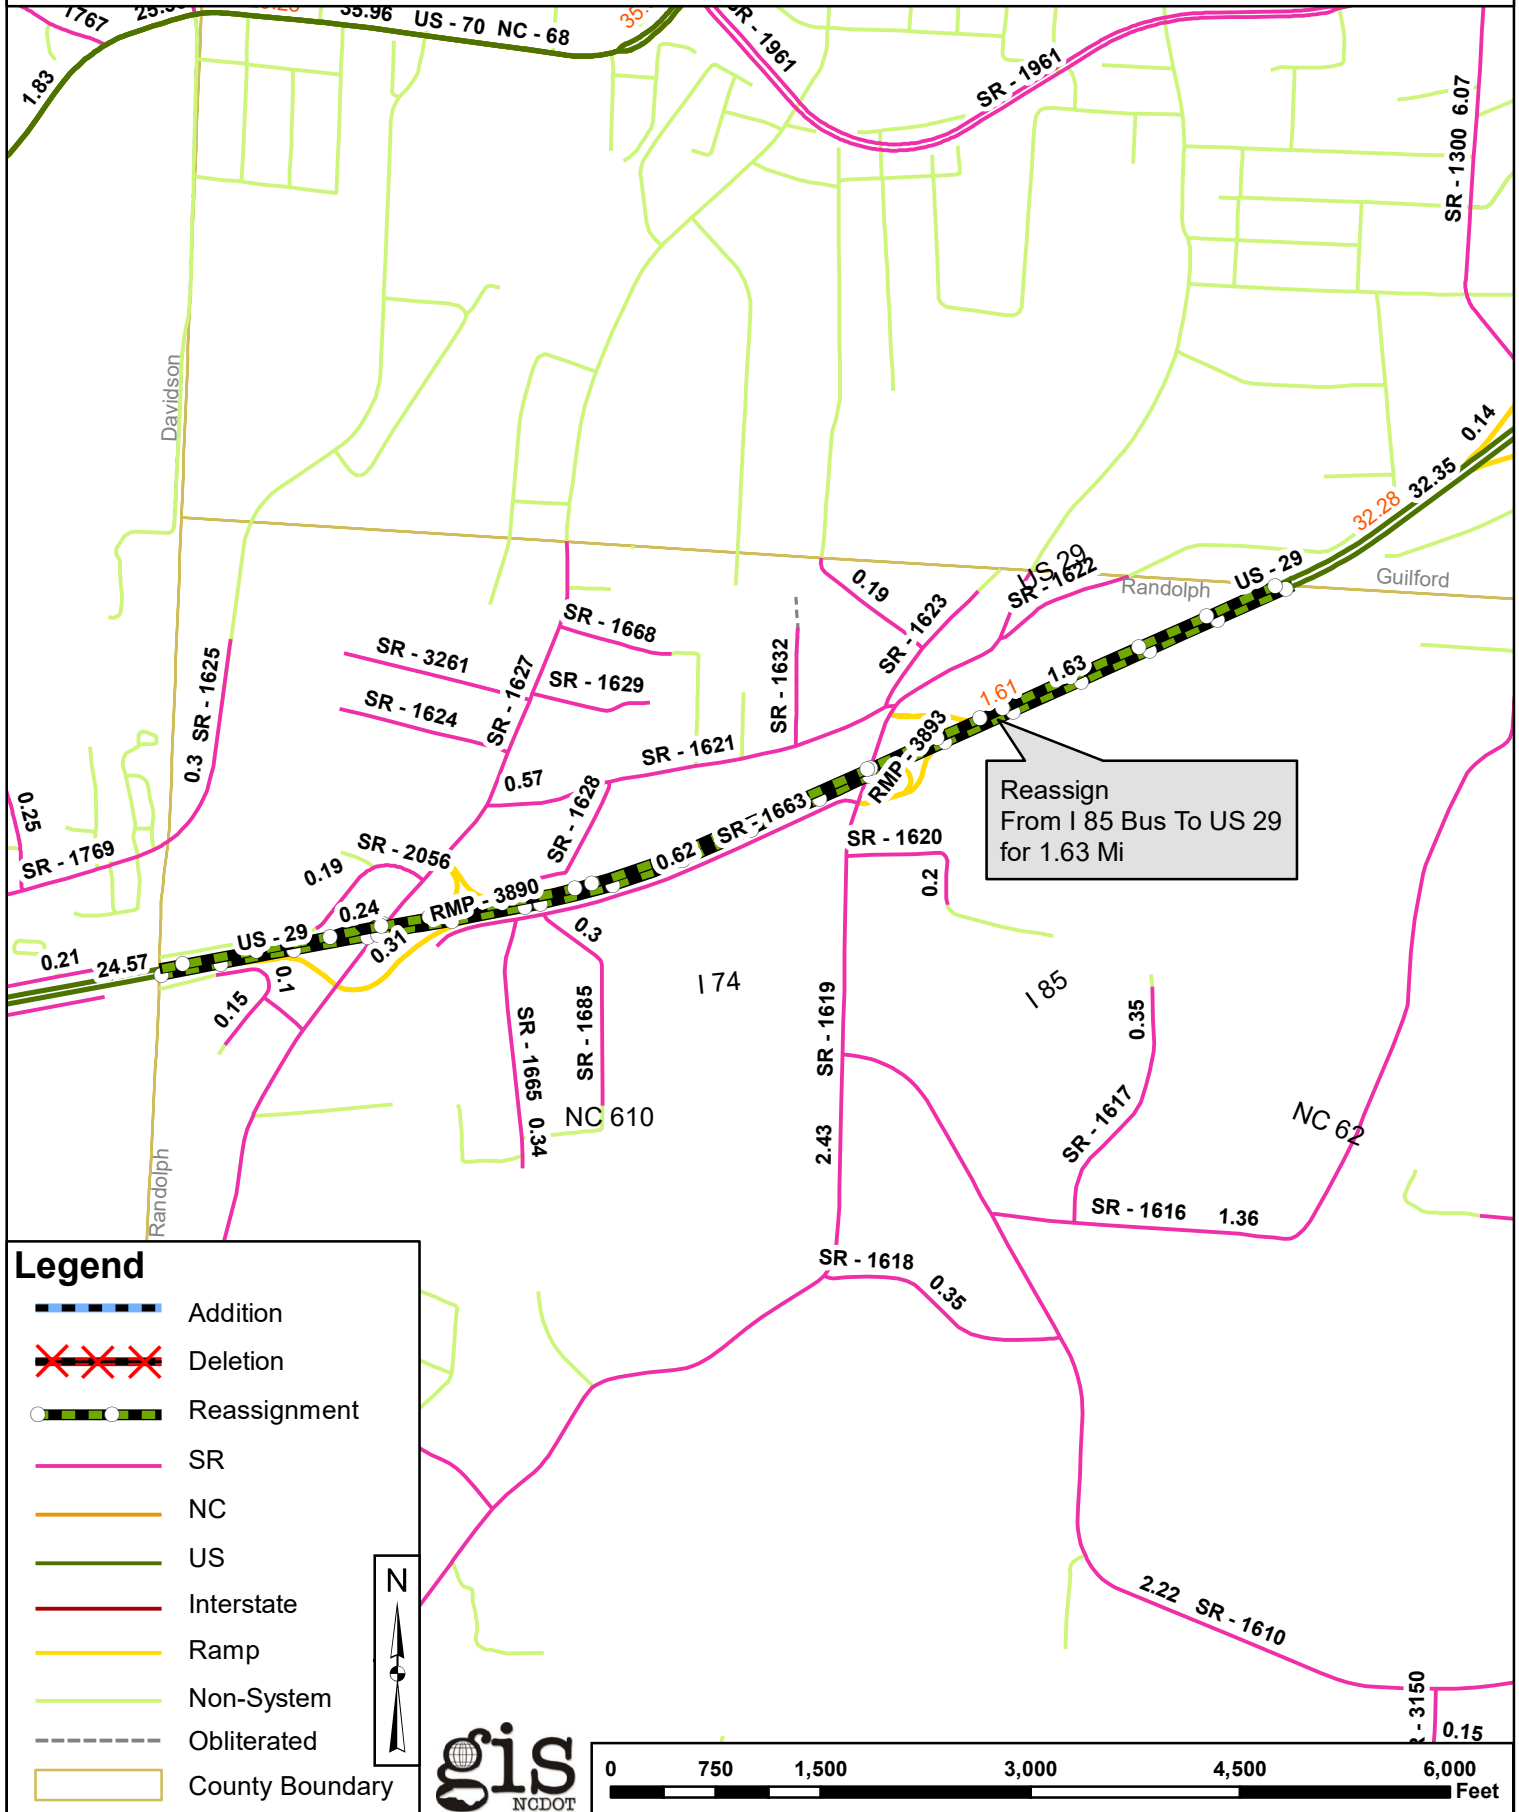 1767
35.96
US - 70 NC - 68
1.83
SR - 1961
SR - 1961
SR - 1300 6.07
Davidson
0.14
32.35
32.28
US - 29
Guilford
Randolph
US 29
SR - 1622
0.19
SR - 1623
SR - 1668
SR - 3261
SR - 1627
SR - 1629
SR - 1624
SR - 1632
SR - 1625
0.3
SR - 1621
1.63
1.61
RMP - 3893
0.57
SR - 1628
SR - 1663
Reassign
From I 85 Bus To US 29
for 1.63 Mi
0.25
SR - 1769
SR - 2056
0.19
0.62
SR - 1620
0.2
RMP - 3890
0.24
US - 29
0.31
0.3
0.21
24.57
0.1
0.15
I 74
I 85
SR - 1685
SR - 1665 0.34
SR - 1619
2.43
0.35
SR - 1617
NC 610
NC 62
Randolph
SR - 1616 1.36
SR - 1618
0.35
2.22 SR - 1610
- 3150
0.15
Legend
Addition
Deletion
Reassignment
SR
NC
US
Interstate
Ramp
Non-System
Obliterated
County Boundary
N
gis
NCDOT
0 750 1,500 3,000 4,500 6,000
Feet